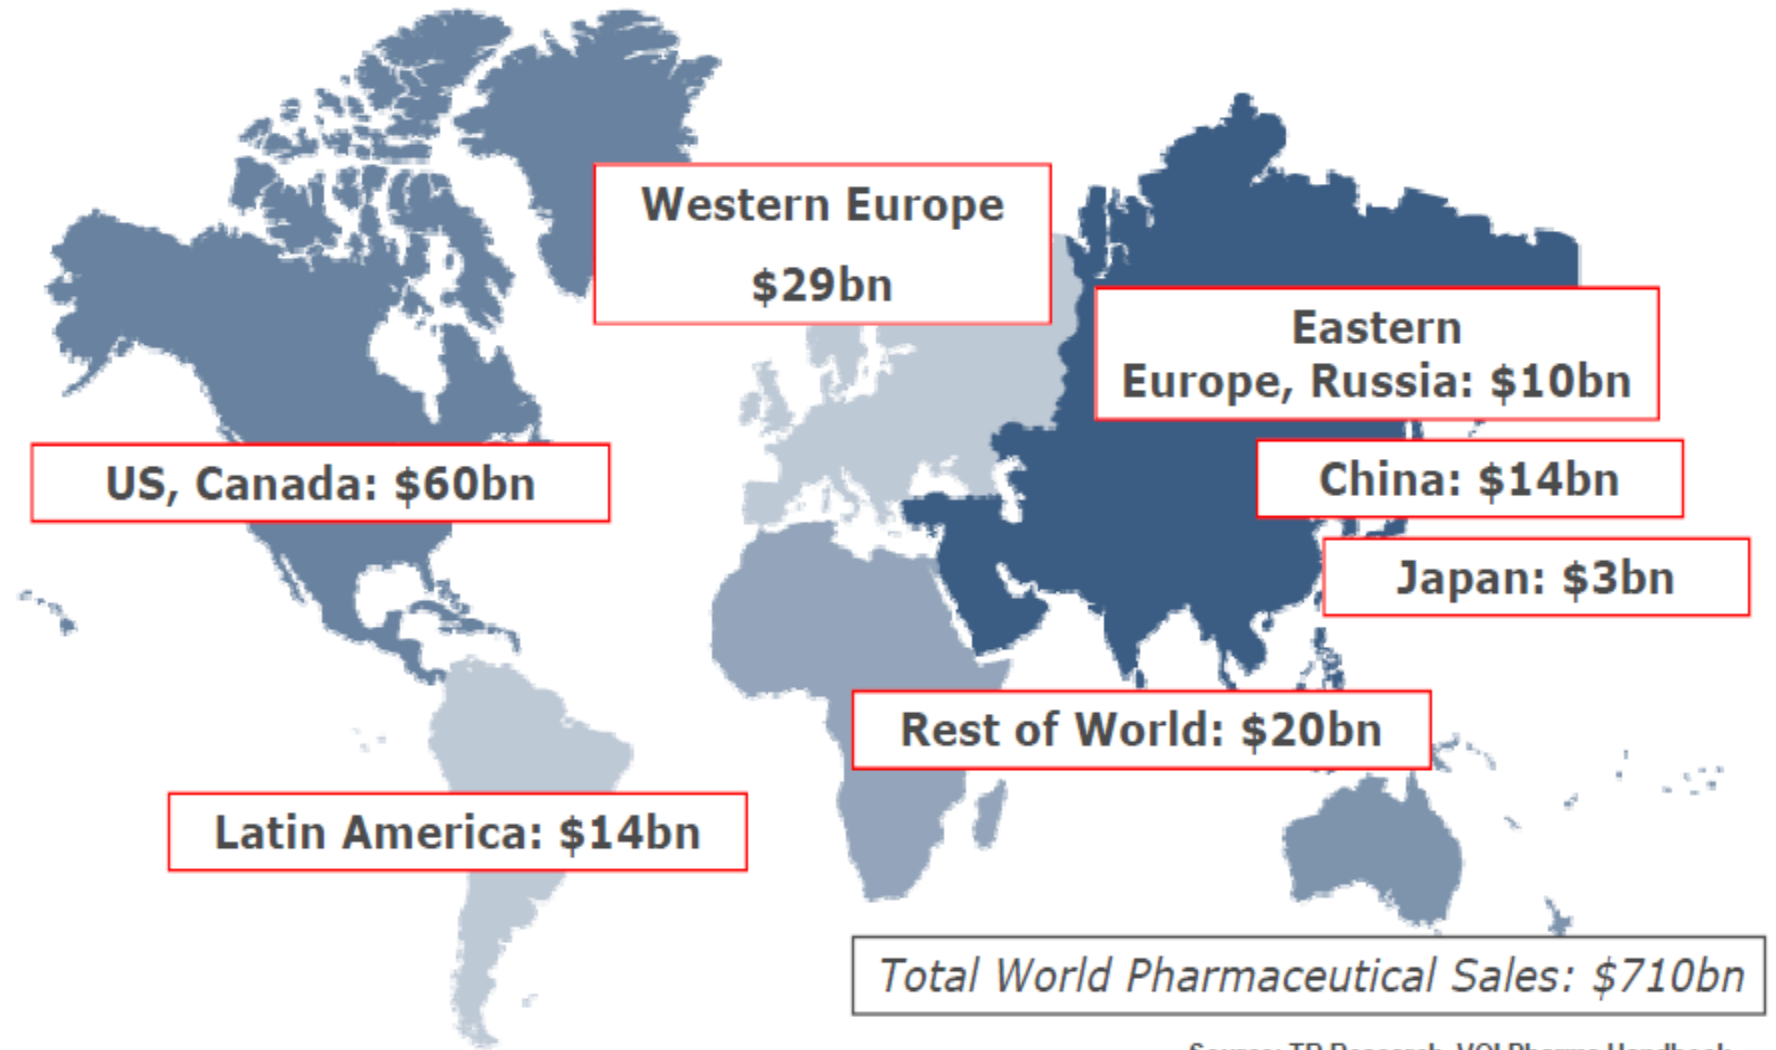 Western Europe
$29bn
Eastern
Europe, Russia: $10bn
US, Canada: $60bn
China: $14bn
Japan: $3bn
Rest of World: $20bn
Latin America: $14bn
Total World Pharmaceutical Sales: $710bn